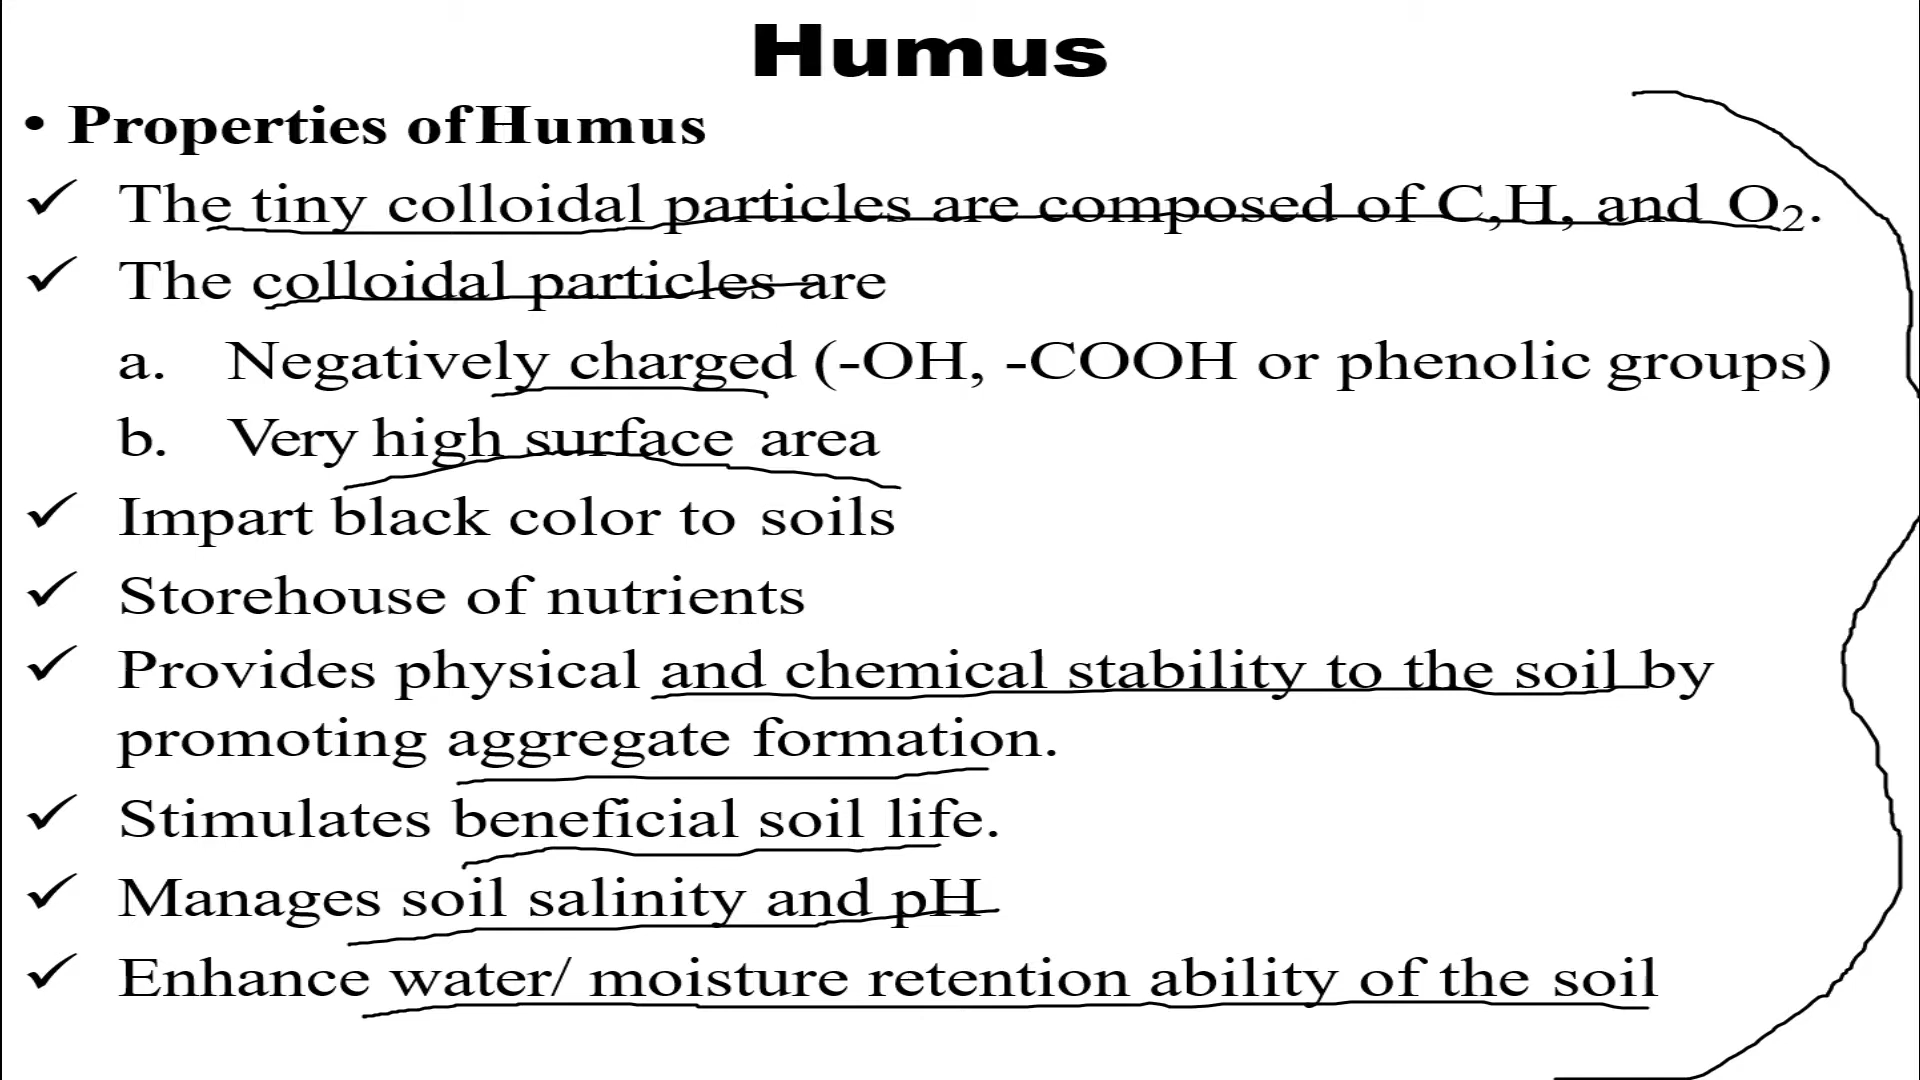 Humus
• Properties of Humus
✓ The tiny colloidal particles are composed of C,H, and O₂.
✓ The colloidal particles are
a. Negatively charged (-OH, -COOH or phenolic groups)
b. Very high surface area
✓ Impart black color to soils
✓ Storehouse of nutrients
✓ Provides physical and chemical stability to the soil by
promoting aggregate formation.
✓ Stimulates beneficial soil life.
✓ Manages soil salinity and pH
✓ Enhance water/ moisture retention ability of the soil